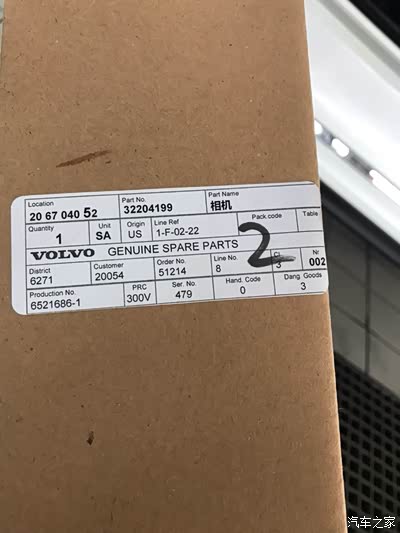 Location Part No. Part Name
20 67 040 52 32204199 相机
Quantity Unit Origin Line Ref Pack.code Table
1 SA US 1-F-02-22
VOLVO GENUINE SPARE PARTS 2
District Customer Order No. Line No. Nr
6271 20054 51214 8 3 002
Production No. PRC Ser. No. Hand. Code Dang Goods
6521686-1 300V 479 0 3
汽车之家